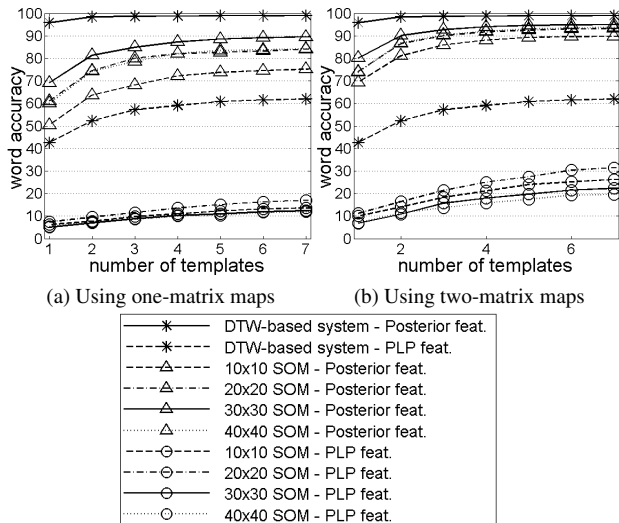 100
90
80
70
60
50
40
30
20
10
0
word accuracy
1 2 3 4 5 6 7
number of templates
(a) Using one-matrix maps
100
90
80
70
60
50
40
30
20
10
0
word accuracy
2 4 6
number of templates
(b) Using two-matrix maps
DTW-based system - Posterior feat.
DTW-based system - PLP feat.
10x10 SOM - Posterior feat.
20x20 SOM - Posterior feat.
30x30 SOM - Posterior feat.
40x40 SOM - Posterior feat.
10x10 SOM - PLP feat.
20x20 SOM - PLP feat.
30x30 SOM - PLP feat.
40x40 SOM - PLP feat.